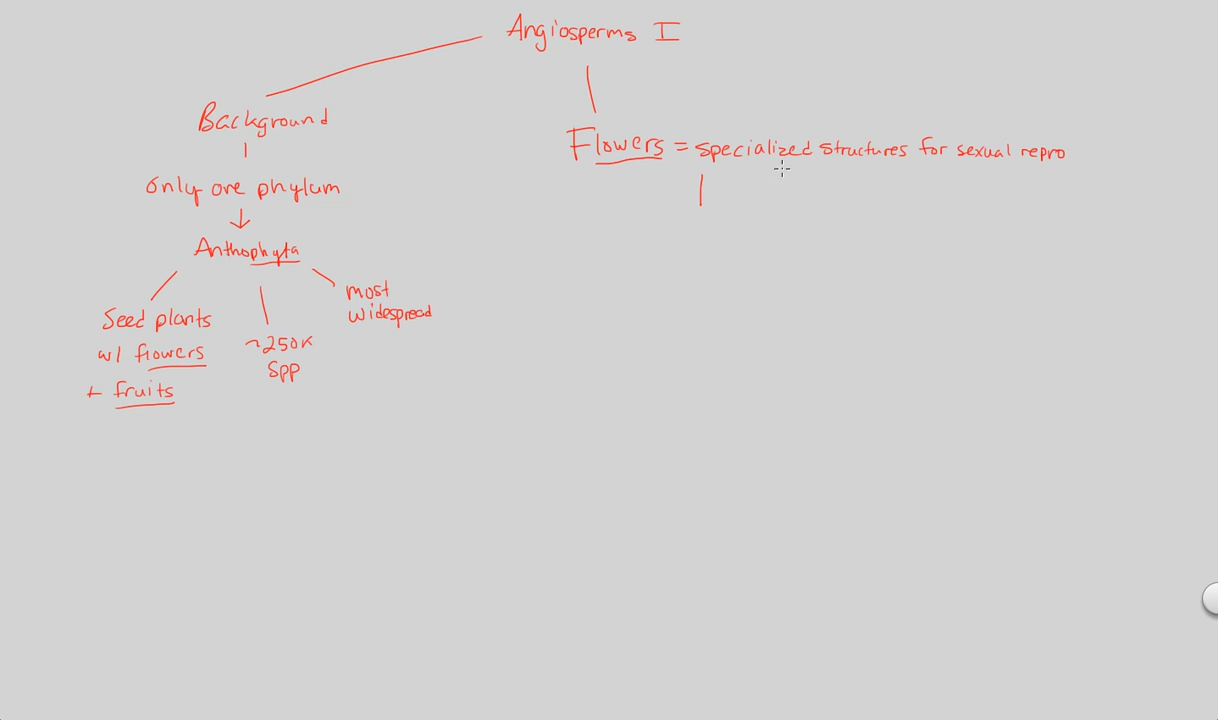 Angiosperms I
Background
only one phylum
Anthophyta
Seed plants
w/ flowers
+ fruits
~250K
Spp
most
widespread
Flowers = specialized structures for sexual repro